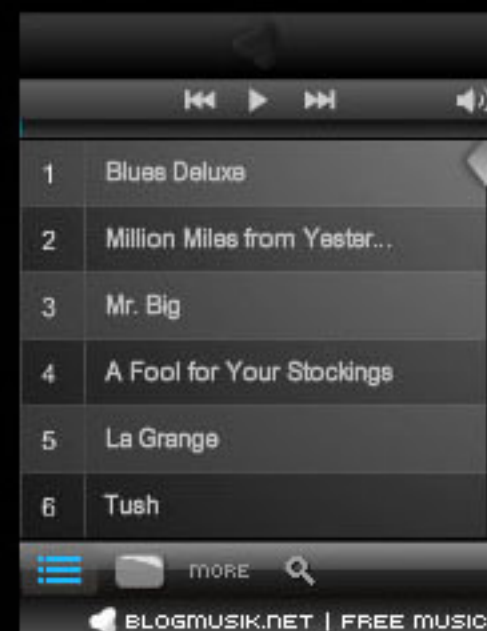 1 Blues Deluxe
2 Million Miles from Yester...
3 Mr. Big
4 A Fool for Your Stockings
5 La Grange
6 Tush
MORE
BLOGMUSIK.NET | FREE MUSIC